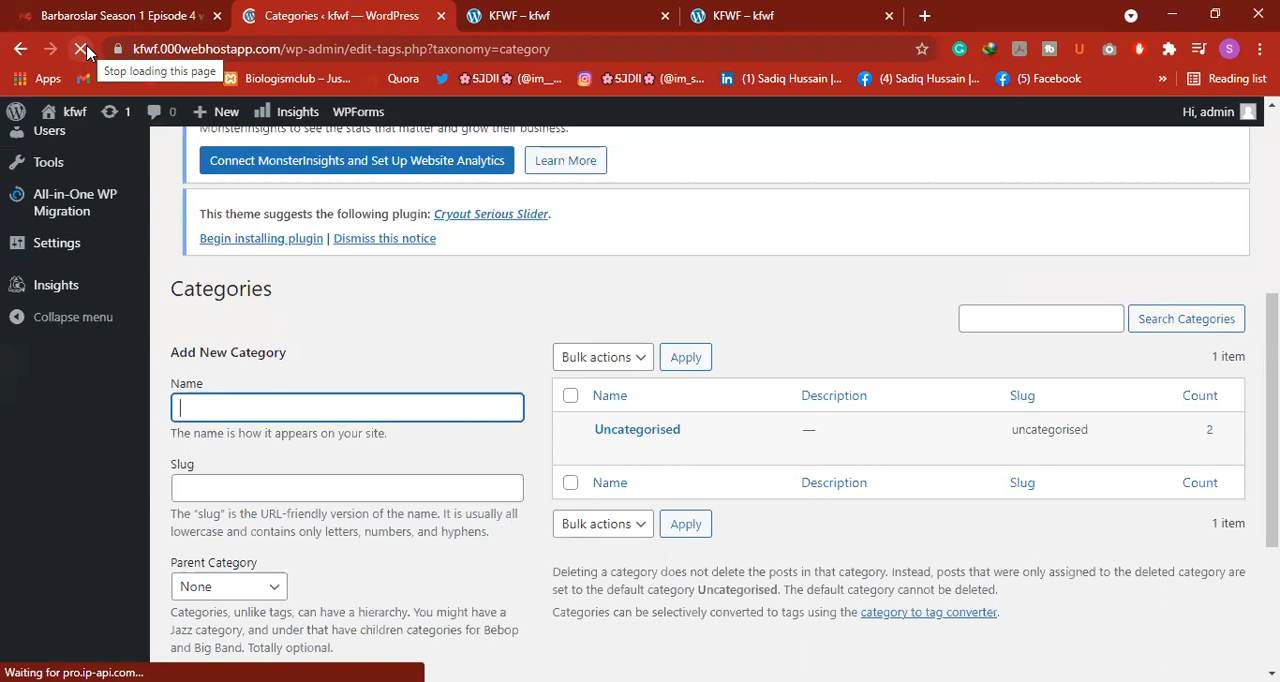 Barbaroslar Season 1 Episode 4
Categories ‹ kfwf — WordPress
KFWF – kfwf
KFWF – kfwf
kfwf.000webhostapp.com/wp-admin/edit-tags.php?taxonomy=category
Stop loading this page
Apps
Biologismclub – Jus...
Quora
✿SJDII✿ (@im_...
✿SJDII✿ (@im_s...
(1) Sadiq Hussain |...
(4) Sadiq Hussain |...
(5) Facebook
»
Reading list
kfwf
1
0
New
Insights
WPForms
Hi, admin
Users
Tools
All-in-One WP
Migration
Settings
Insights
Collapse menu
MonsterInsights to see the stats that matter and grow their business.
Connect MonsterInsights and Set Up Website Analytics
Learn More
This theme suggests the following plugin: Cryout Serious Slider.
Begin installing plugin | Dismiss this notice
Categories
Search Categories
Add New Category
Bulk actions
Apply
1 item
Name
The name is how it appears on your site.
Slug
The “slug” is the URL-friendly version of the name. It is usually all
lowercase and contains only letters, numbers, and hyphens.
Parent Category
None
Categories, unlike tags, can have a hierarchy. You might have a
Jazz category, and under that have children categories for Bebop
and Big Band. Totally optional.
Name Description Slug Count
Uncategorised — uncategorised 2
Name Description Slug Count
Bulk actions
Apply
1 item
Deleting a category does not delete the posts in that category. Instead, posts that were only assigned to the deleted category are
set to the default category Uncategorised. The default category cannot be deleted.
Categories can be selectively converted to tags using the category to tag converter.
Waiting for pro.ip-api.com...